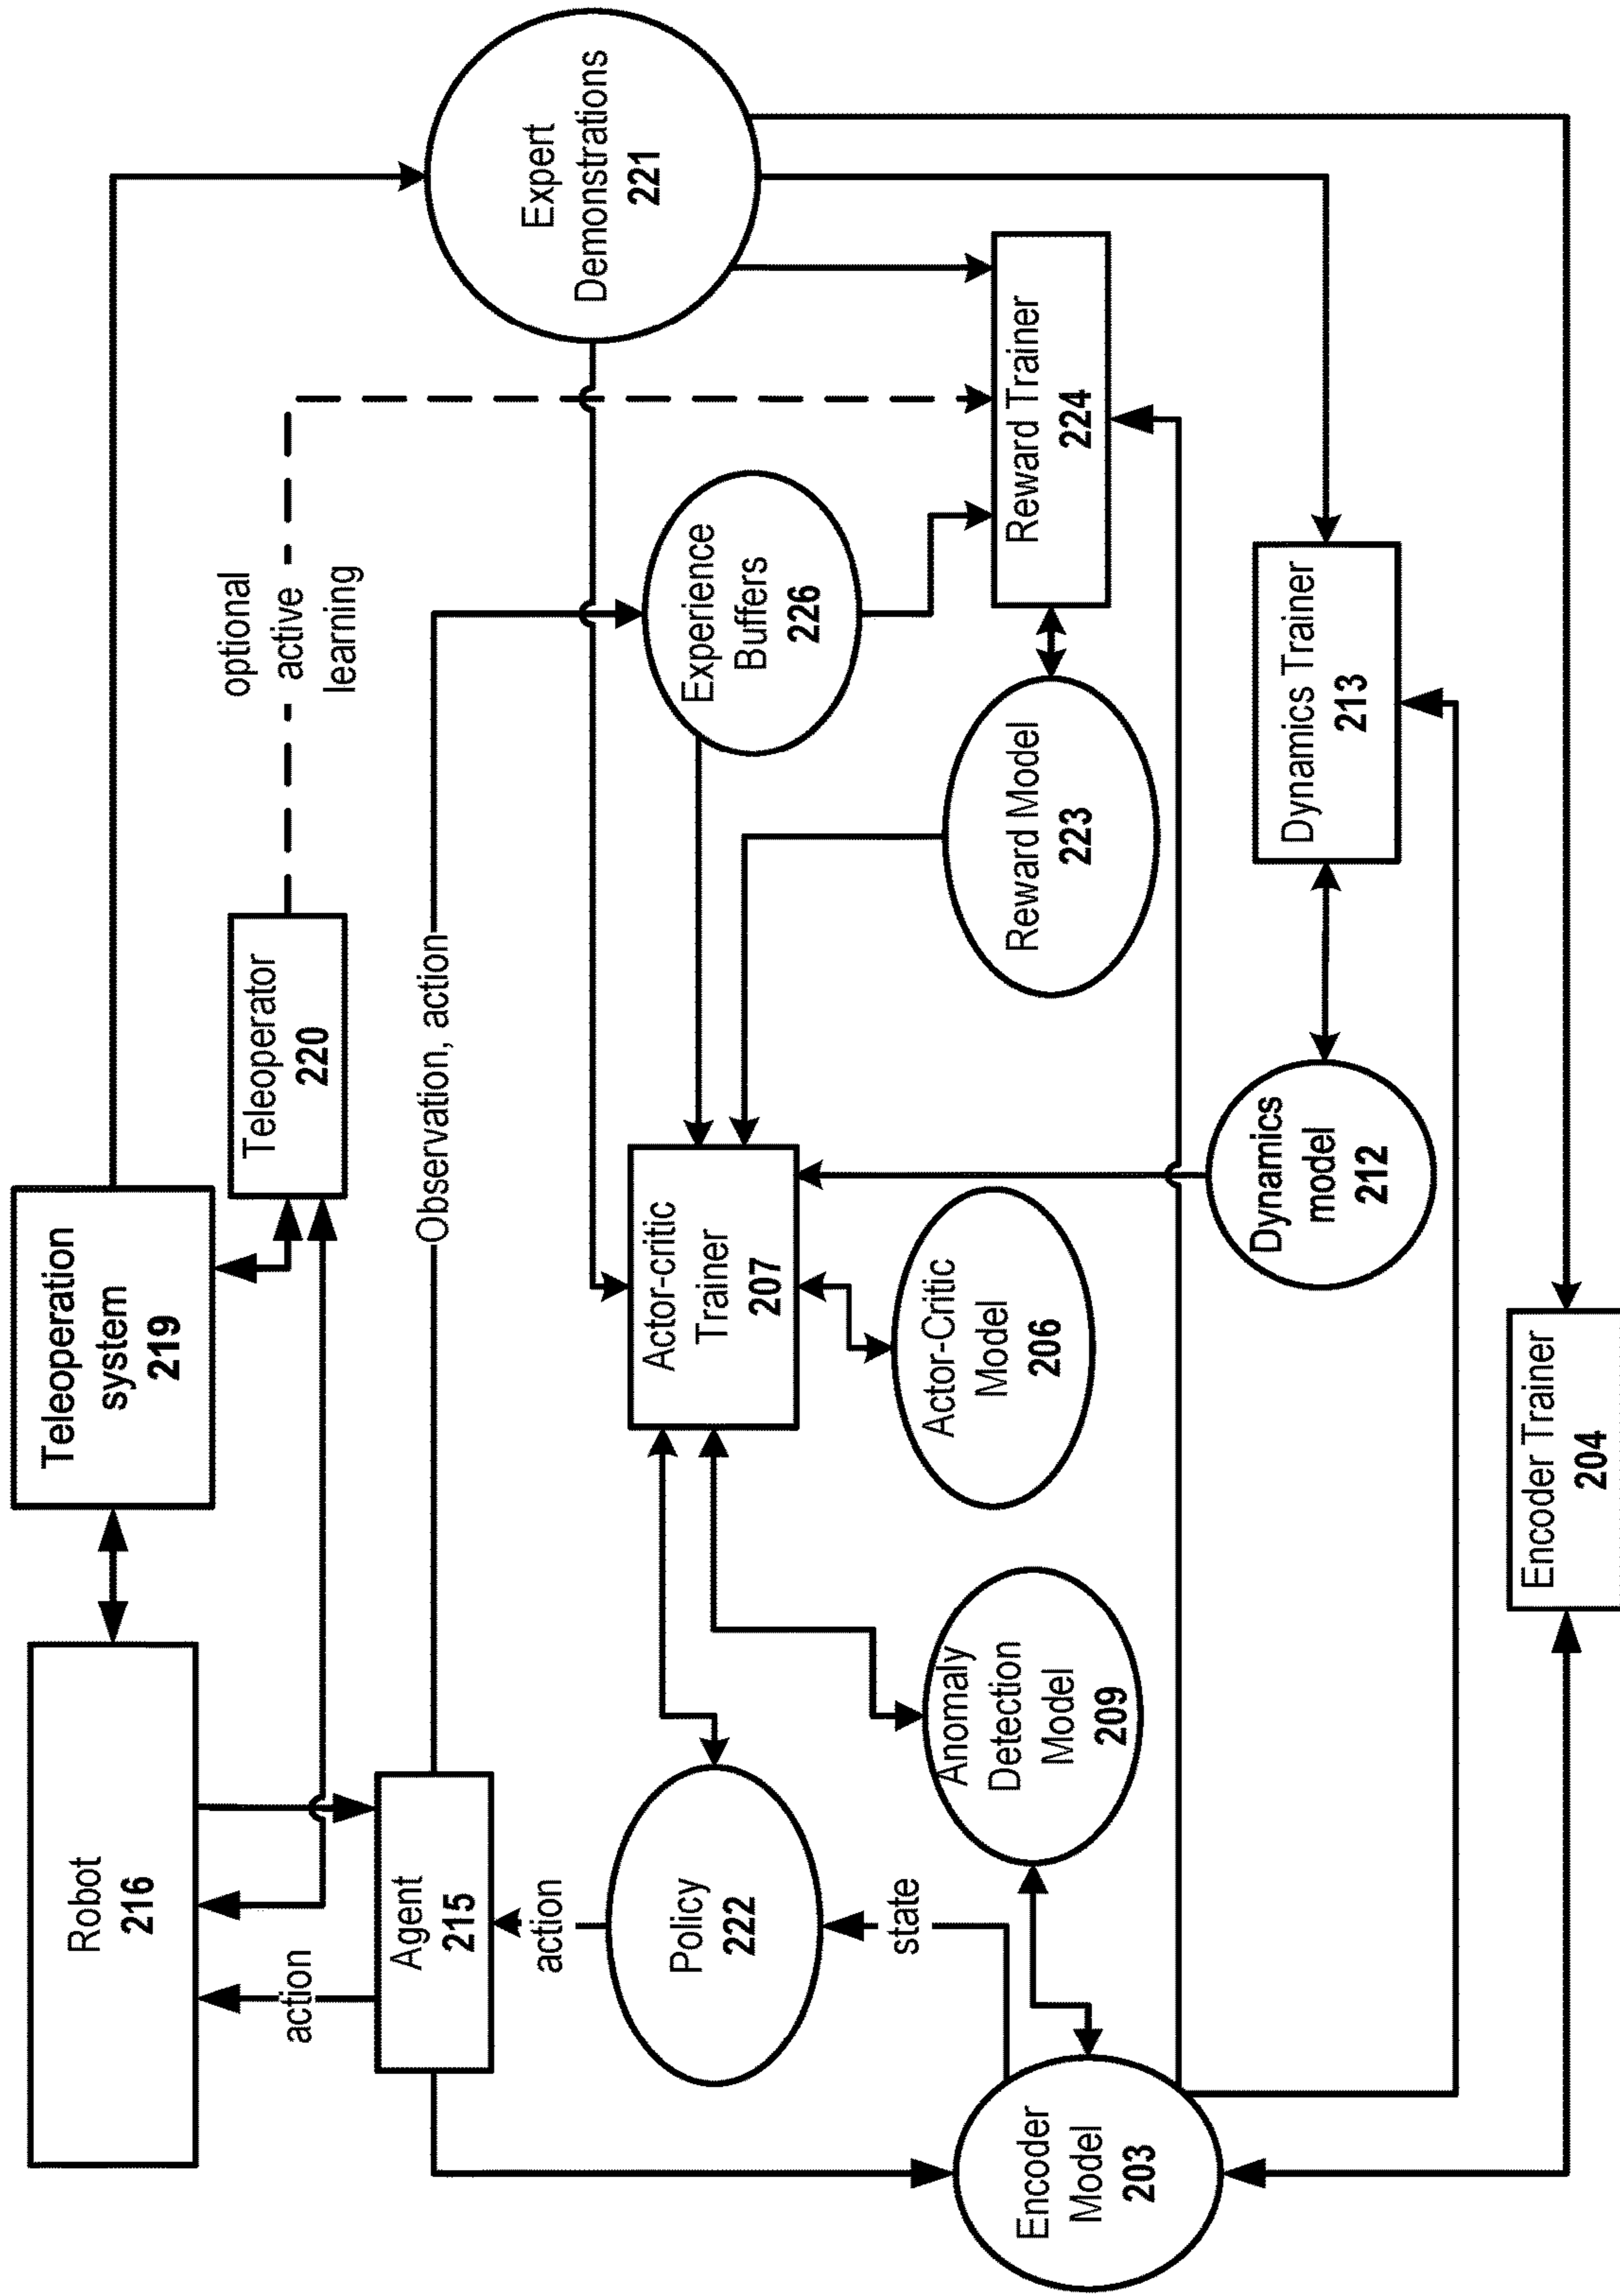 Robot
216
Teleoperation
system
219
Teleoperator
220
optional
active
learning
action
Agent
215
Observation, action
Expert
Demonstrations
221
action
Policy
222
Actor-critic
Trainer
207
Experience
Buffers
226
state
Anomaly
Detection
Model
209
Actor-Critic
Model
206
Reward Model
223
Reward Trainer
224
Encoder
Model
203
Dynamics
model
212
Dynamics Trainer
213
Encoder Trainer
204